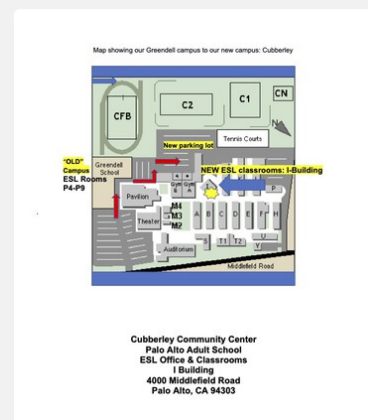 Map showing our Greendell campus to our new campus: Cubberley
CFB
C2
C1
CN
N
New parking lot
Tennis Courts
"OLD"
Campus
ESL Rooms
P4-P9
Greendell
School
NEW ESL classrooms: I-Building
Gym
Gym
I
P
Pavilion
M4
M3
M2
Theater
A
B
C
D
E
F
H
Auditorium
S
T1
T2
U
V
Middlefield Road
Cubberley Community Center
Palo Alto Adult School
ESL Office & Classrooms
I Building
4000 Middlefield Road
Palo Alto, CA 94303